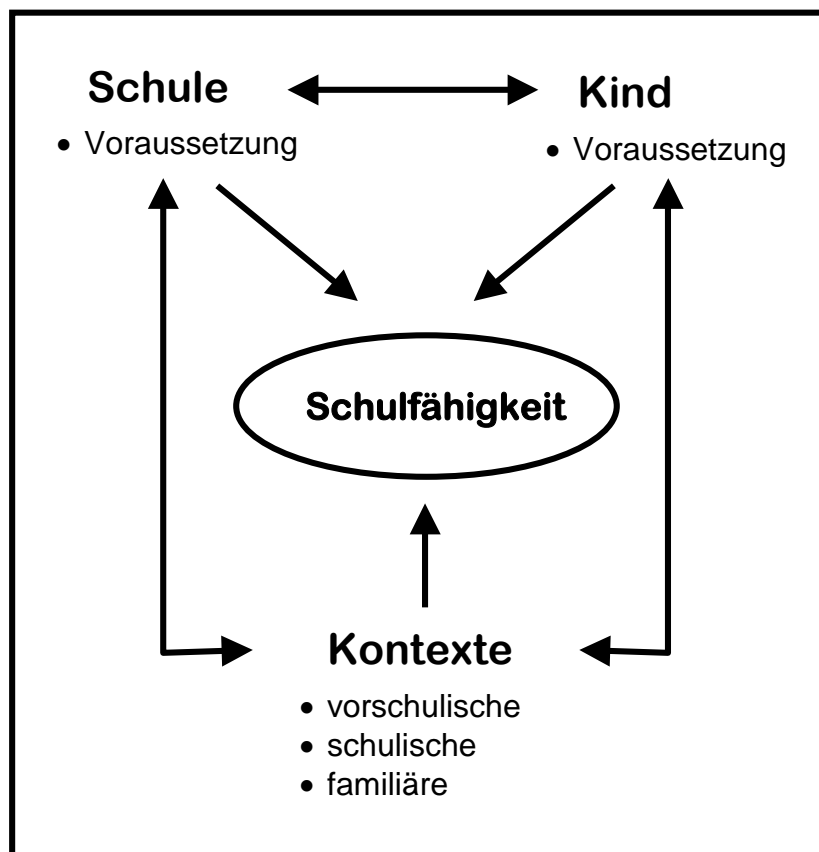 Schule
Kind
• Voraussetzung
• Voraussetzung
Schulfähigkeit
Kontexte
• vorschulische
• schulische
• familiäre